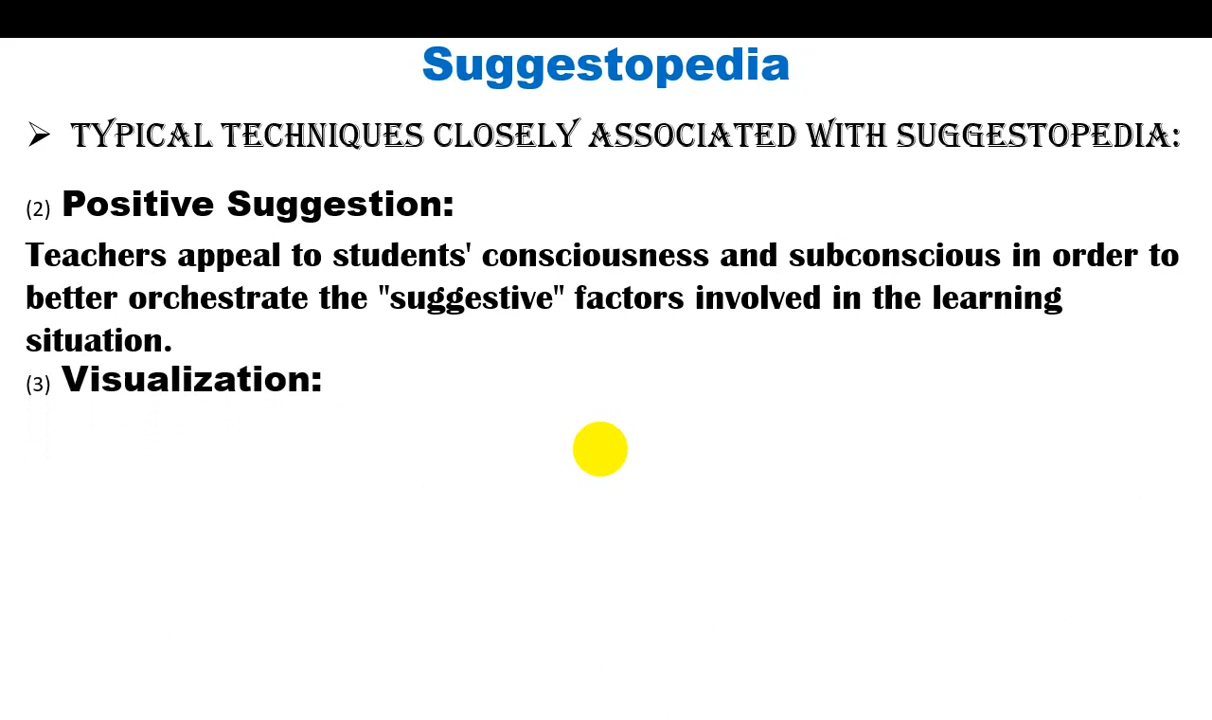 Suggestopedia
➢ TYPICAL TECHNIQUES CLOSELY ASSOCIATED WITH SUGGESTOPEDIA:
(2) Positive Suggestion:
Teachers appeal to students' consciousness and subconscious in order to
better orchestrate the "suggestive" factors involved in the learning
situation.
(3) Visualization: